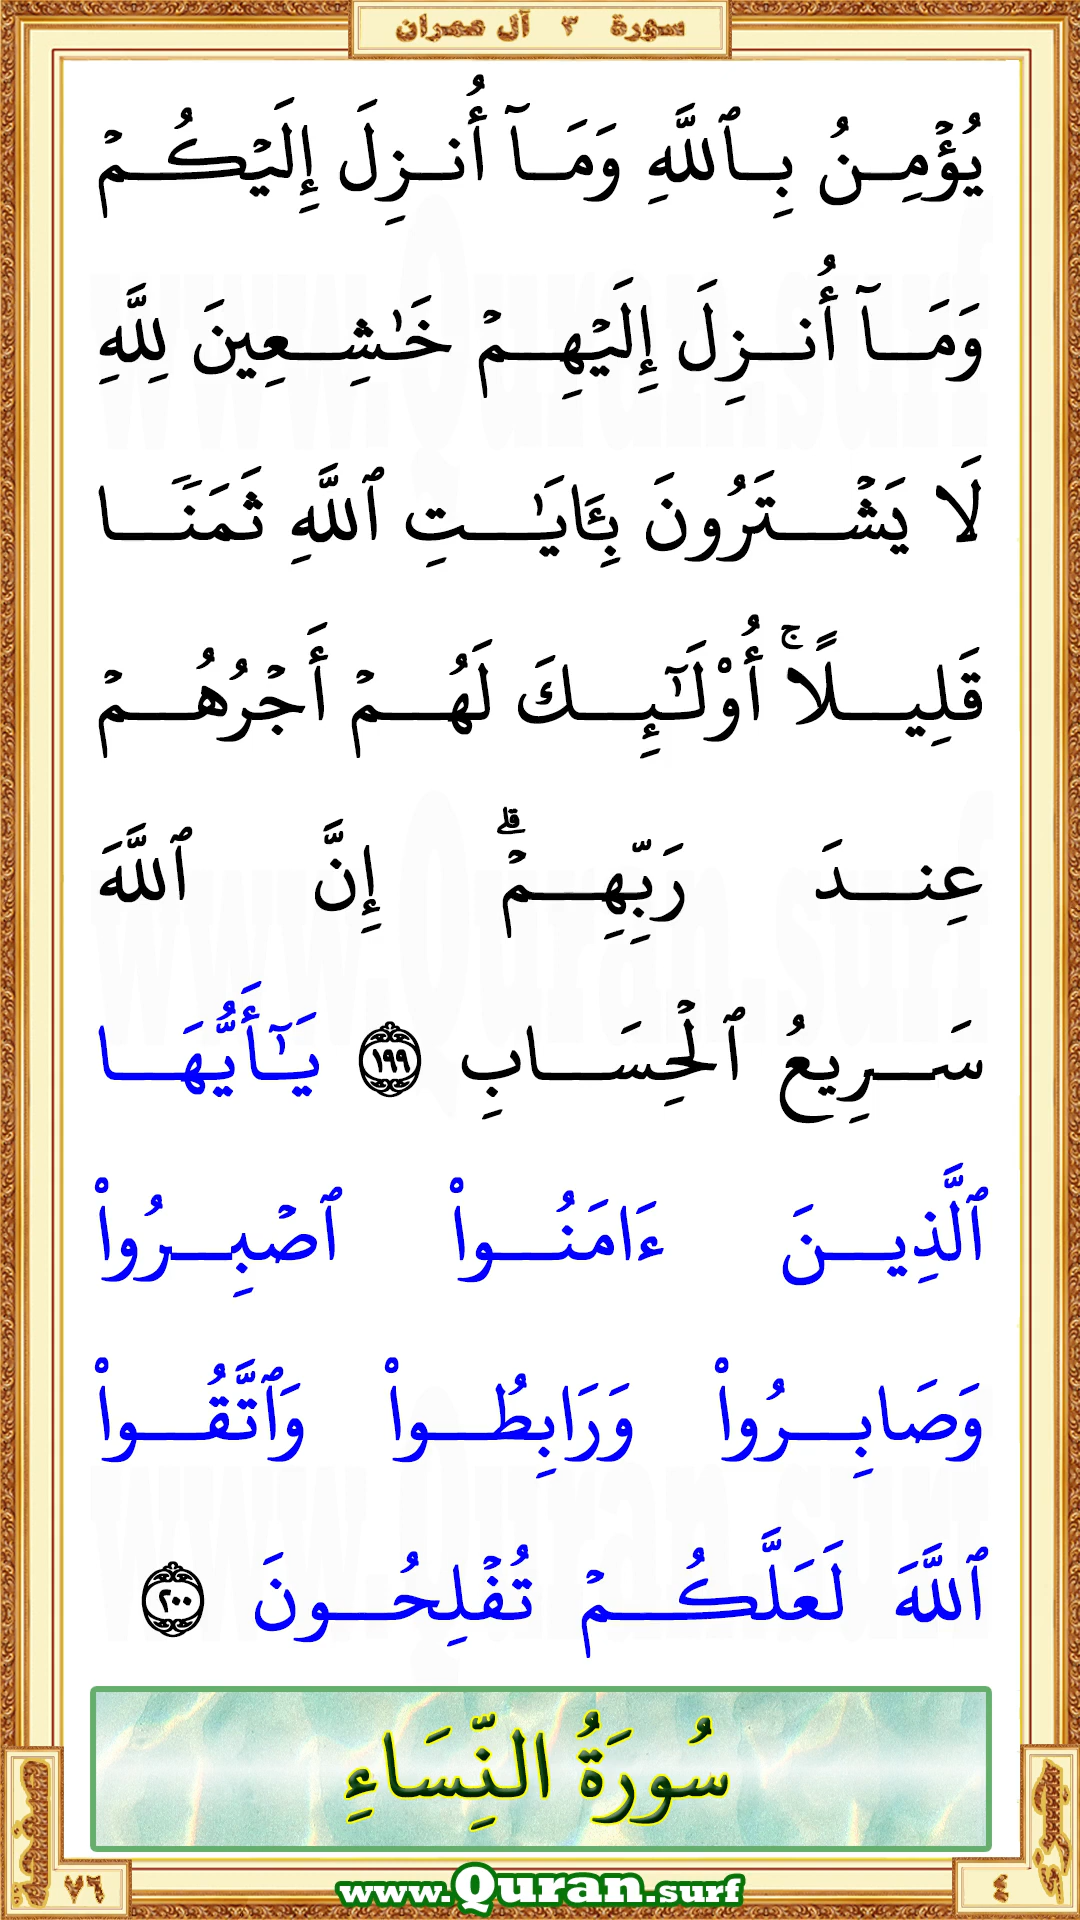 سورة ٣ آل عمران
يُؤۡمِنُ بِٱللَّهِ وَمَآ أُنزِلَ إِلَيۡكُمۡ
وَمَآ أُنزِلَ إِلَيۡهِمۡ خَٰشِعِينَ لِلَّهِ
لَا يَشۡتَرُونَ بِـَٔايَٰتِ ٱللَّهِ ثَمَنٗا
قَلِيلًاۚ أُوْلَٰٓئِكَ لَهُمۡ أَجۡرُهُمۡ
عِندَ رَبِّهِمۡۗ إِنَّ ٱللَّهَ
سَرِيعُ ٱلۡحِسَابِ ١٩٩ يَٰٓأَيُّهَا
ٱلَّذِينَ ءَامَنُواْ ٱصۡبِرُواْ
وَصَابِرُواْ وَرَابِطُواْ وَٱتَّقُواْ
ٱللَّهَ لَعَلَّكُمۡ تُفۡلِحُونَ ٢٠٠
سُورَةُ النِّسَاءِ
صفحة ٧٦
www.Quran.surf